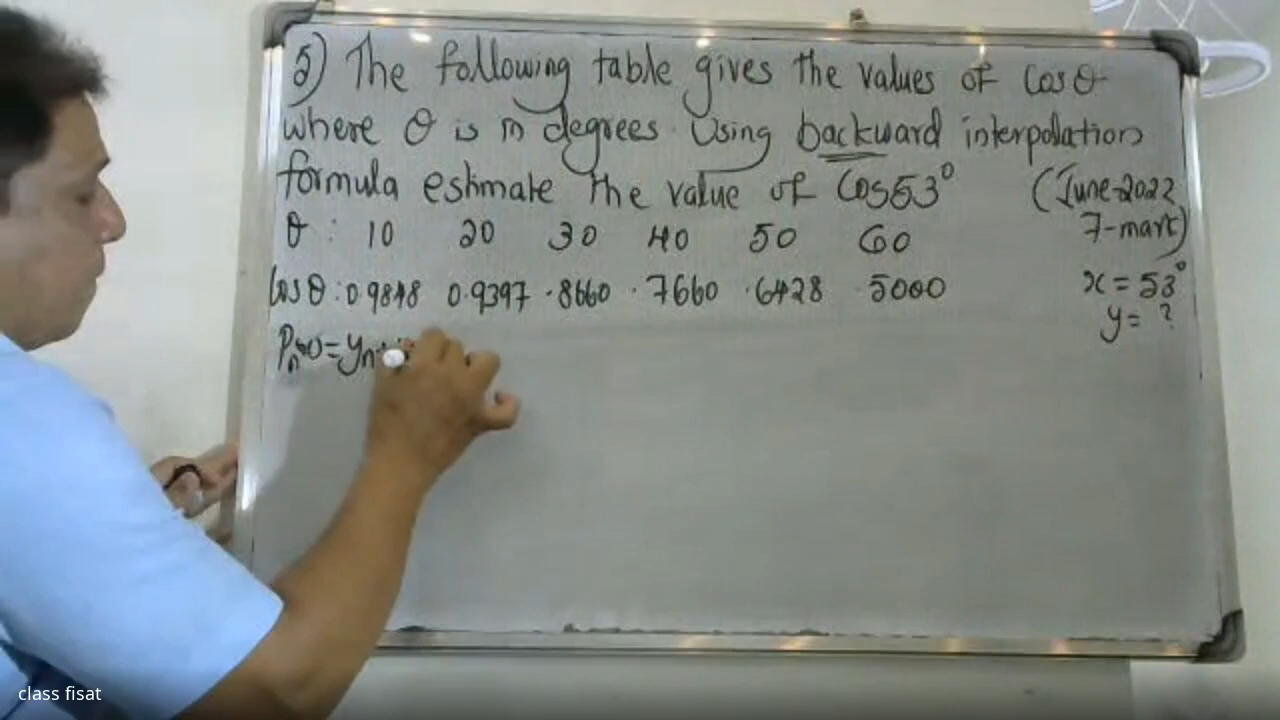 5) The following table gives the values of Cosθ
where θ is in degrees. Using backward interpolation
formula estimate the value of Cos53⁰ (June-2022
7-mark)
θ : 10 20 30 40 50 60
Cosθ : 0.9848 0.9397 .8660 .7660 .6428 .5000
x = 53⁰
y = ?
class fisat